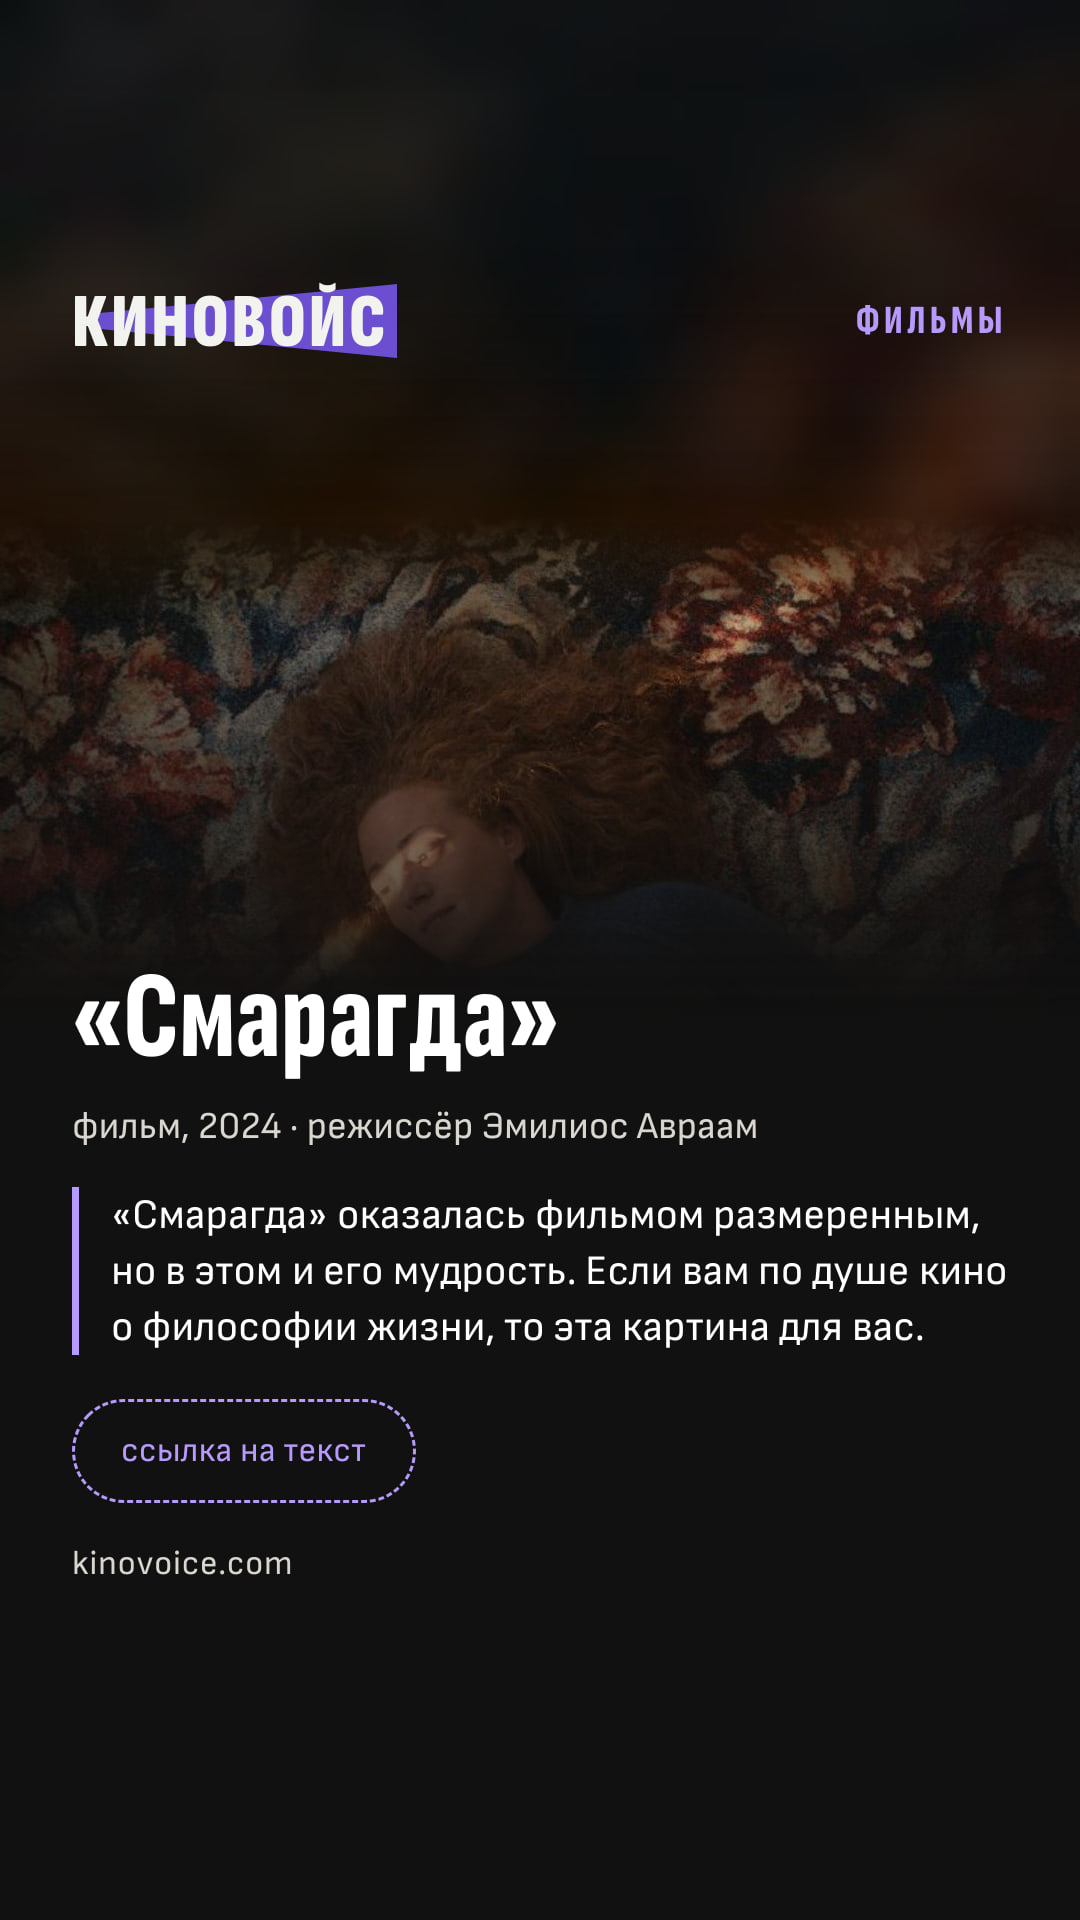 КИНОВОЙС
ФИЛЬМЫ
«Смарагда»
фильм, 2024 · режиссёр Эмилиос Авраам
«Смарагда» оказалась фильмом размеренным,
но в этом и его мудрость. Если вам по душе кино
о философии жизни, то эта картина для вас.
ссылка на текст
kinovoice.com